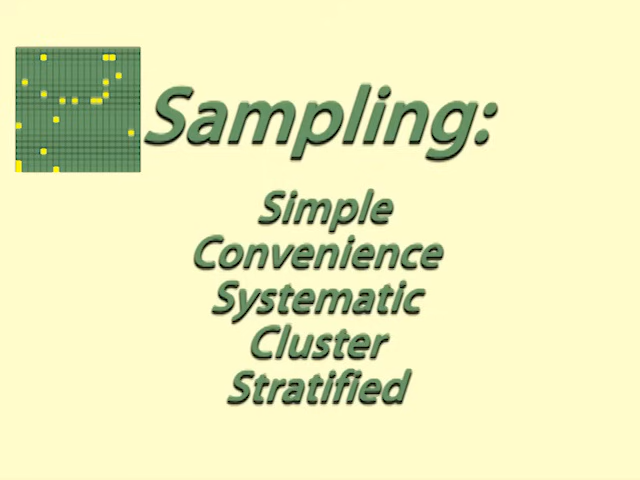 Sampling:
Simple
Convenience
Systematic
Cluster
Stratified